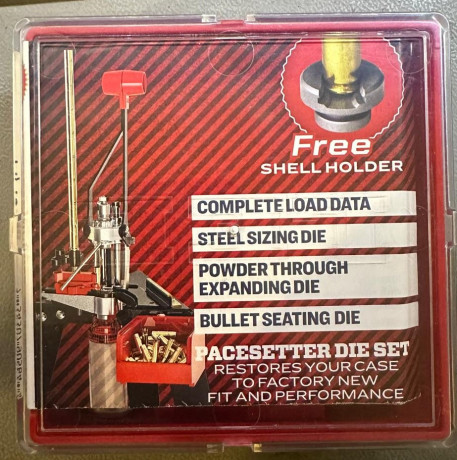 Free
SHELL HOLDER
COMPLETE LOAD DATA
STEEL SIZING DIE
POWDER THROUGH
EXPANDING DIE
BULLET SEATING DIE
PACESETTER DIE SET
RESTORES YOUR CASE
TO FACTORY NEW
FIT AND PERFORMANCE